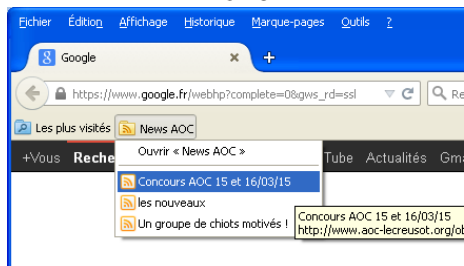 Fichier Édition Affichage Historique Marque-pages Outils ?
Google
https://www.google.fr/webhp?complete=0&gws_rd=ssl
Les plus visités News AOC
+Vous Reche Tube Actualités Gma
Ouvrir « News AOC »
Concours AOC 15 et 16/03/15
les nouveaux
Un groupe de chiots motivés !
Concours AOC 15 et 16/03/15
http://www.aoc-lecreusot.org/ob